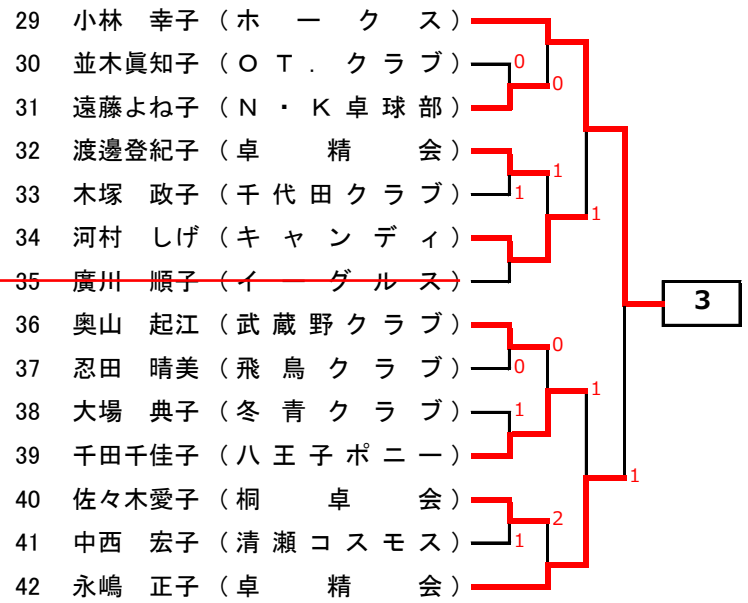 29 小林 幸子 （ホークス）
30 並木眞知子 （ＯＴ．クラブ） 0
0
31 遠藤よね子 （Ｎ・Ｋ卓球部）
32 渡邊登紀子 （卓精会）
1
33 木塚 政子 （千代田クラブ） 1
1
34 河村 しげ （キャンディ）
35 廣川 順子 （イーグルス）
3
36 奥山 起江 （武蔵野クラブ）
0
37 忍田 晴美 （飛鳥クラブ） 0
1
38 大場 典子 （冬青クラブ） 1
39 千田千佳子 （八王子ポニー）
1
40 佐々木愛子 （桐卓会）
2
41 中西 宏子 （清瀬コスモス） 1
42 永嶋 正子 （卓精会）